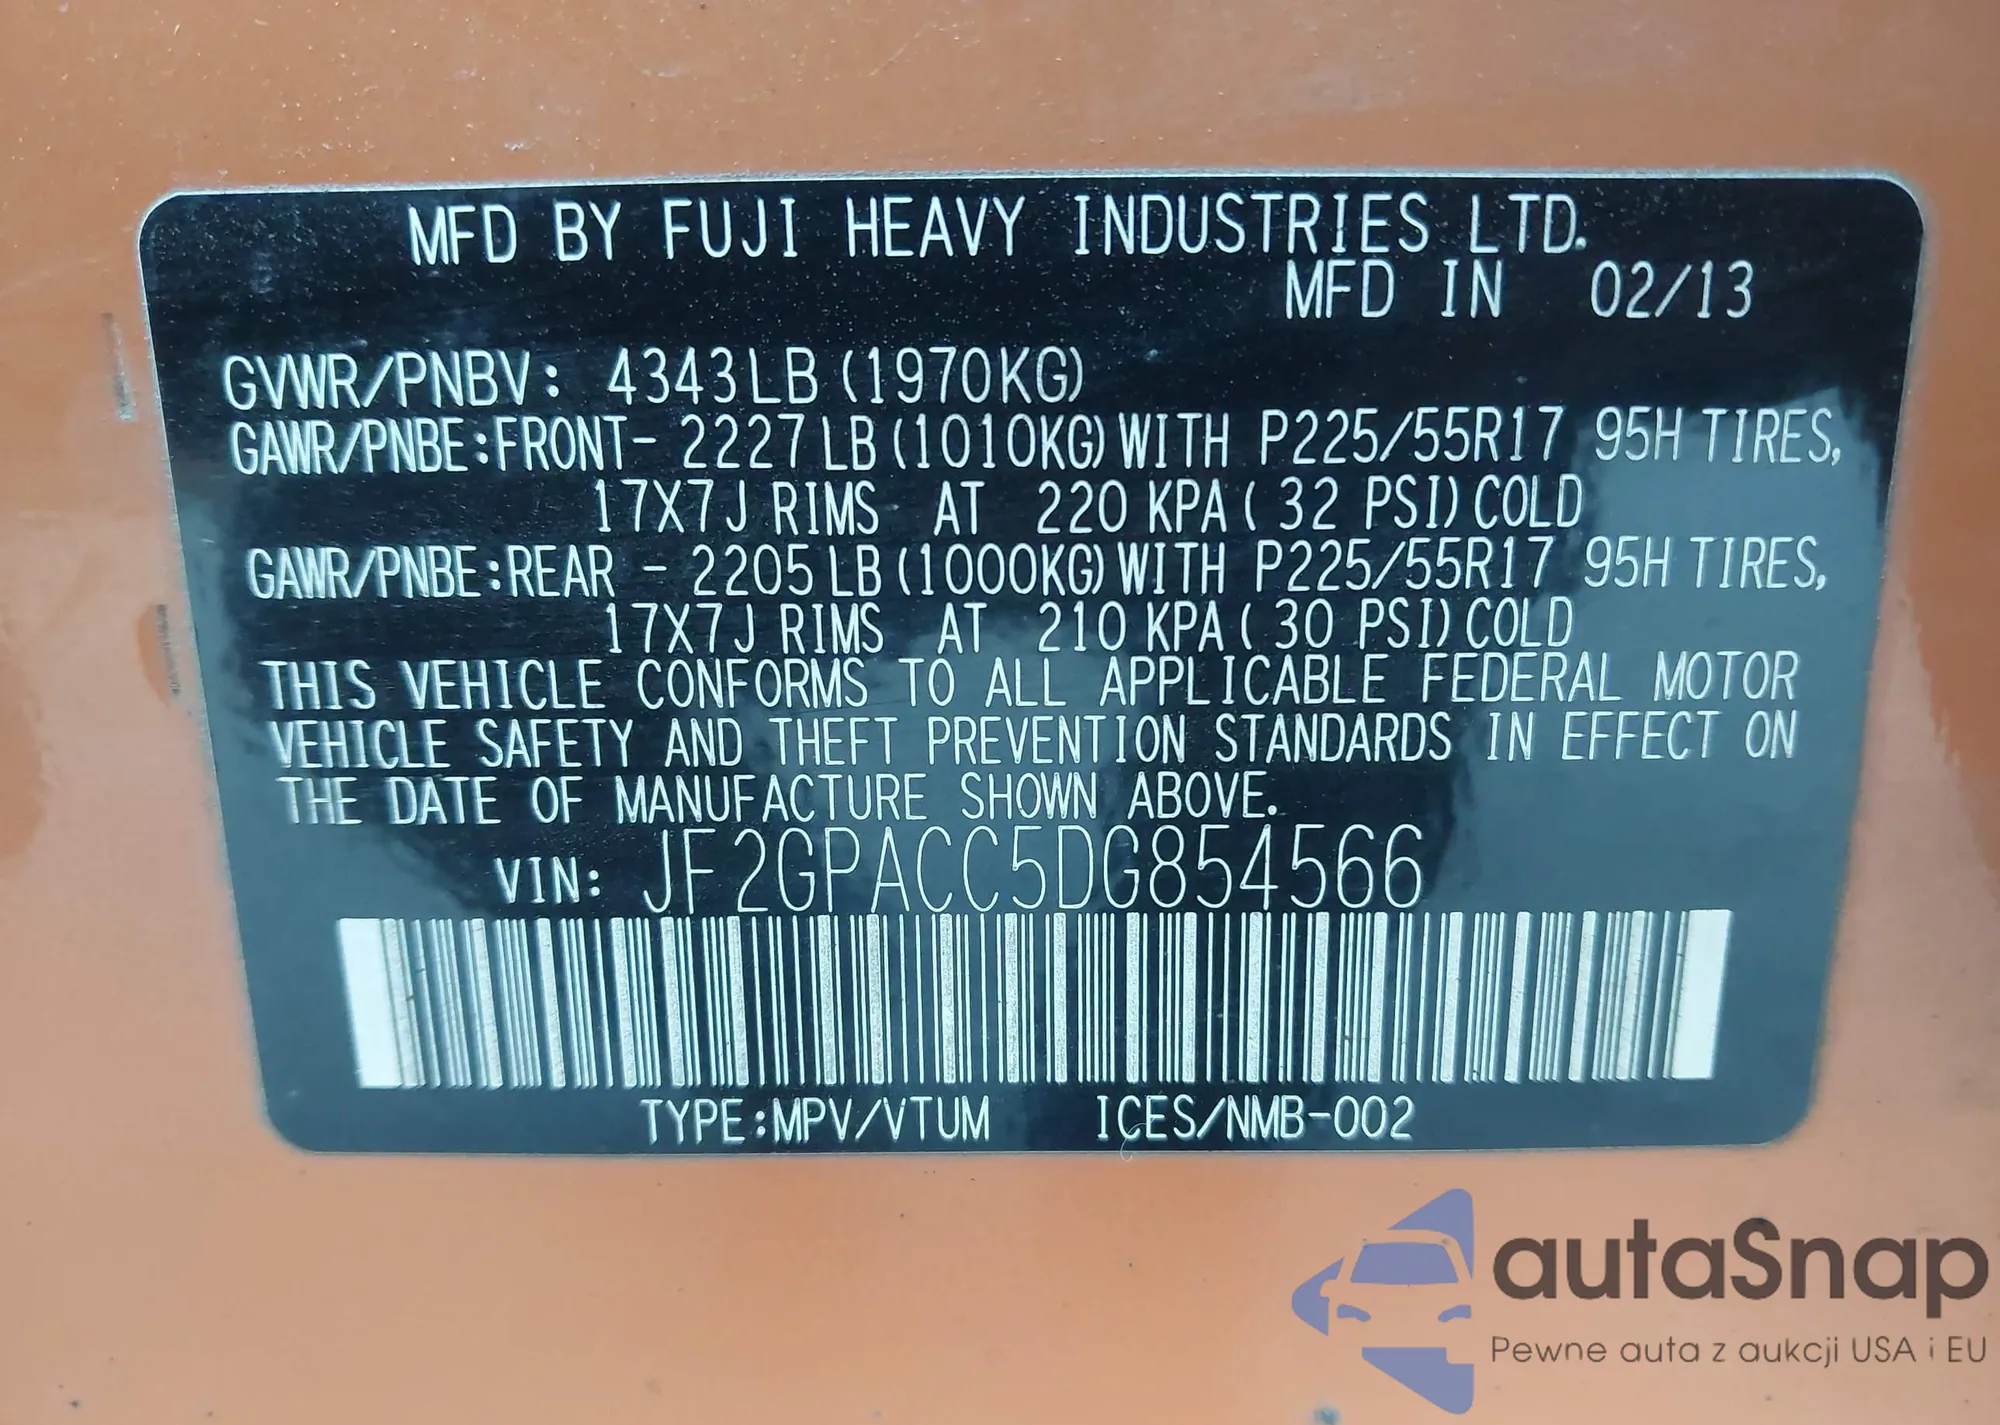 MFD BY FUJI HEAVY INDUSTRIES LTD.
MFD IN 02/13
GVWR/PNBV: 4343LB (1970KG)
GAWR/PNBE:FRONT- 2227LB (1010KG) WITH P225/55R17 95H TIRES,
17X7J RIMS AT 220 KPA ( 32 PSI) COLD
GAWR/PNBE:REAR - 2205LB (1000KG) WITH P225/55R17 95H TIRES,
17X7J RIMS AT 210 KPA ( 30 PSI) COLD
THIS VEHICLE CONFORMS TO ALL APPLICABLE FEDERAL MOTOR
VEHICLE SAFETY AND THEFT PREVENTION STANDARDS IN EFFECT ON
THE DATE OF MANUFACTURE SHOWN ABOVE.
VIN: JF2GPACC5DG854566
TYPE:MPV/VTUM ICES/NMB-002
autaSnap
Pewne auta z aukcji USA i EU